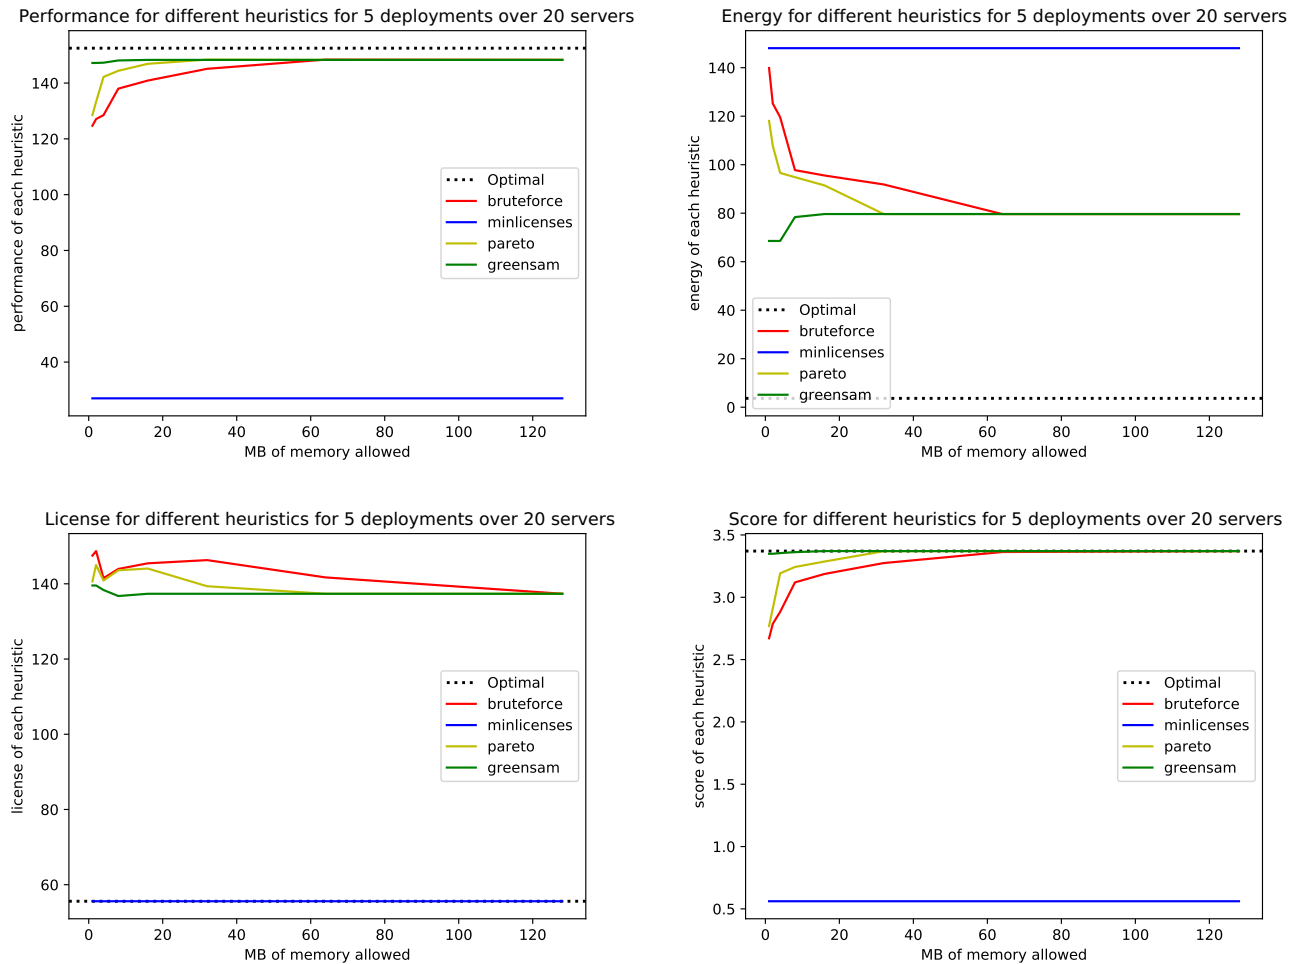 Performance for different heuristics for 5 deployments over 20 servers
performance of each heuristic
140
120
100
80
60
40
0 20 40 60 80 100 120
MB of memory allowed
Optimal
bruteforce
minlicenses
pareto
greensam
Energy for different heuristics for 5 deployments over 20 servers
energy of each heuristic
140
120
100
80
60
40
20
0
0 20 40 60 80 100 120
MB of memory allowed
Optimal
bruteforce
minlicenses
pareto
greensam
License for different heuristics for 5 deployments over 20 servers
license of each heuristic
140
120
100
80
60
0 20 40 60 80 100 120
MB of memory allowed
Optimal
bruteforce
minlicenses
pareto
greensam
Score for different heuristics for 5 deployments over 20 servers
score of each heuristic
3.5
3.0
2.5
2.0
1.5
1.0
0.5
0 20 40 60 80 100 120
MB of memory allowed
Optimal
bruteforce
minlicenses
pareto
greensam